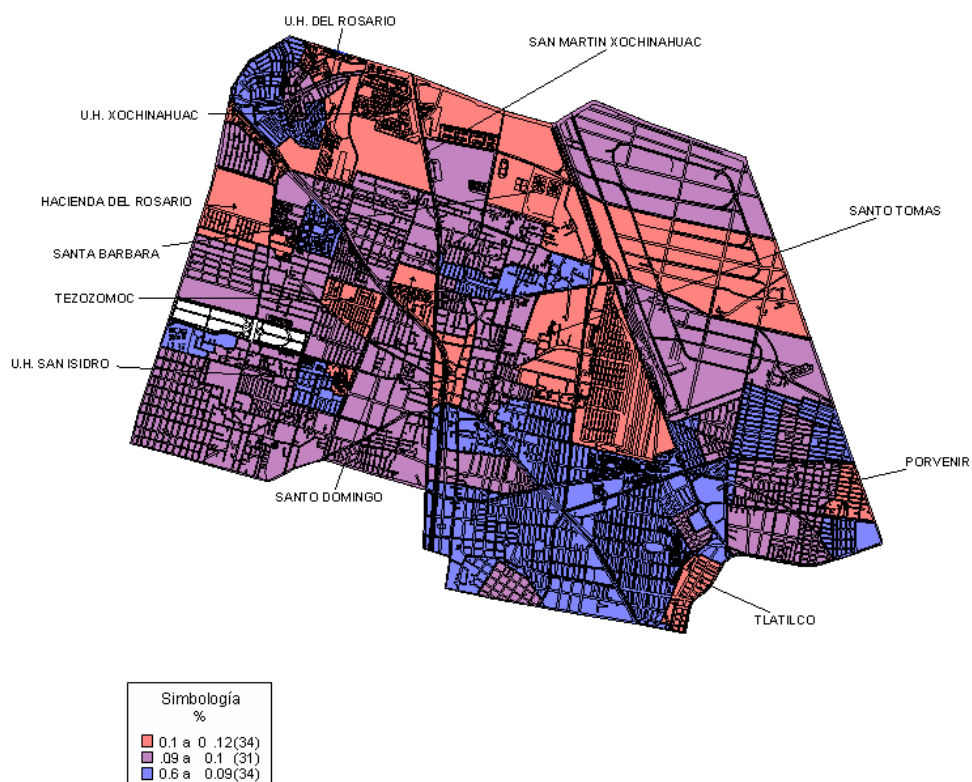 U.H. DEL ROSARIO
SAN MARTIN XOCHINAHUAC
U.H. XOCHINAHUAC
HACIENDA DEL ROSARIO
SANTO TOMAS
SANTA BARBARA
TEZOZOMOC
U.H. SAN ISIDRO
PORVENIR
SANTO DOMINGO
TLATILCO
Simbología
%
0.1 a 0 .12(34)
.09 a 0.1 (31)
0.6 a 0.09(34)